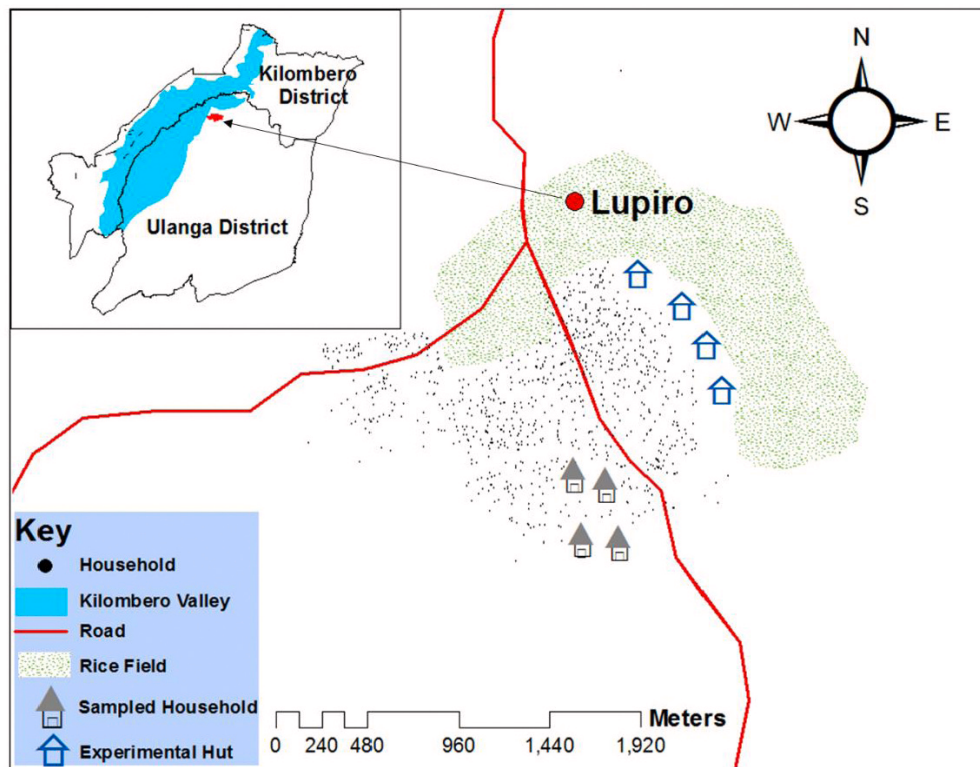 Kilombero
District
Ulanga District
N
W
E
S
Lupiro
Key
Household
Kilombero Valley
Road
Rice Field
Sampled Household
Experimental Hut
Meters
0 240 480 960 1,440 1,920